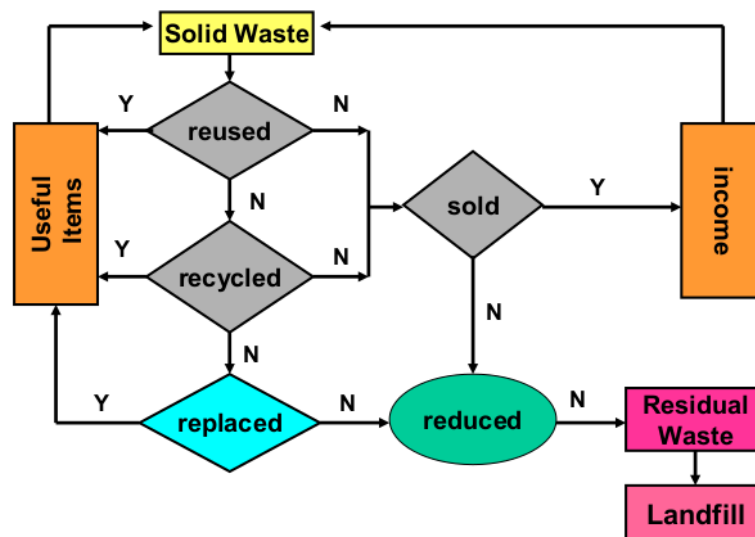 Solid Waste
Y
N
reused
Useful
Items
income
sold
Y
N
Y
N
recycled
N
N
Y
N
replaced
reduced
N
Residual
Waste
Landfill